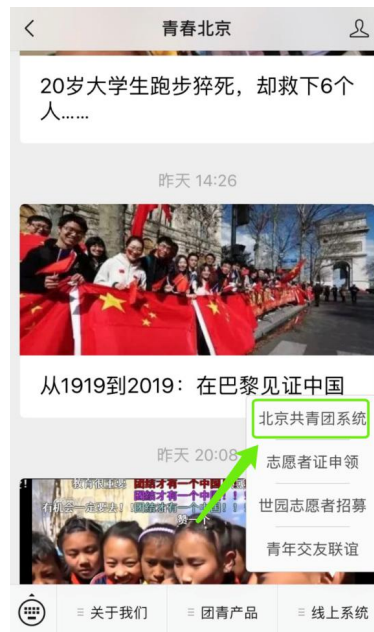 青春北京
20岁大学生跑步猝死，却救下6个
人……
昨天 14:26
从1919到2019：在巴黎见证中国
北京共青团系统
志愿者证申领
昨天 20:08
世园志愿者招募
青年交友联谊
关于我们
团青产品
线上系统